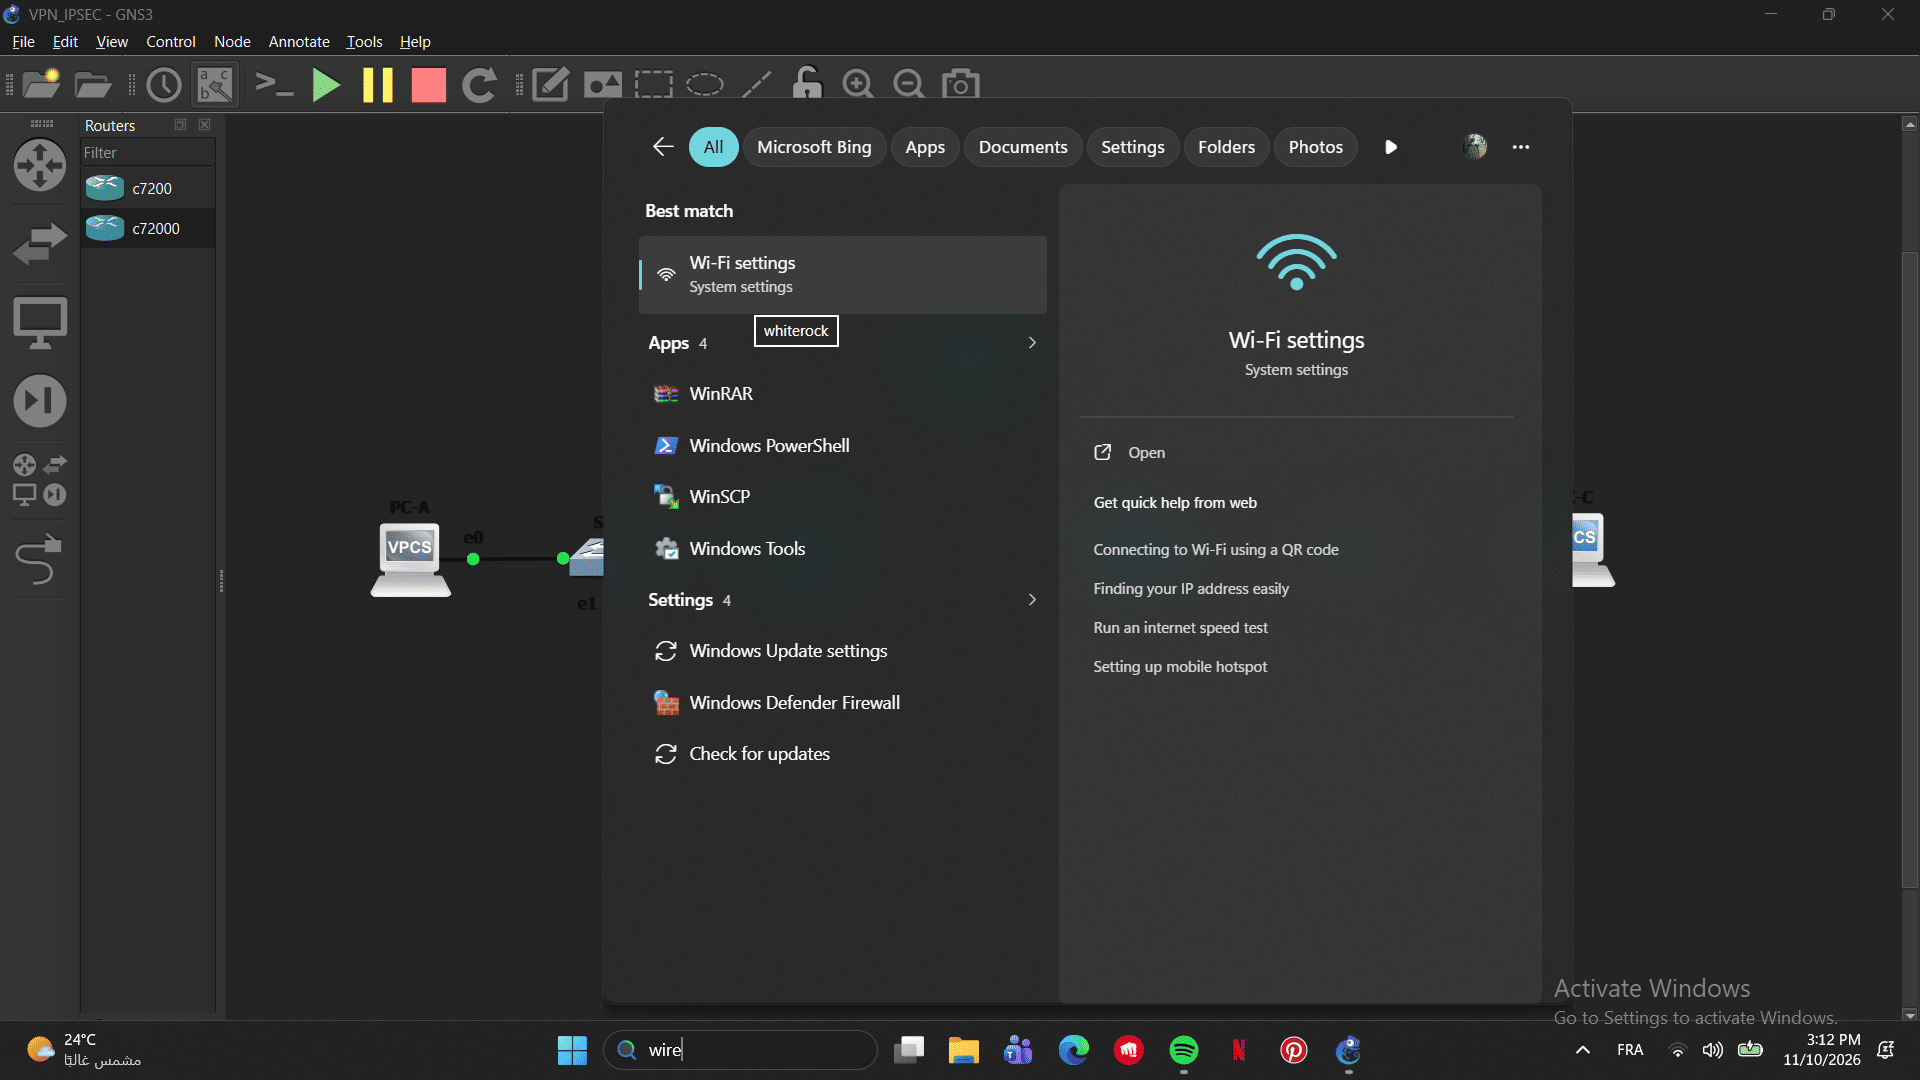 VPN_IPSEC - GNS3
File Edit View Control Node Annotate Tools Help
Routers
Filter
c7200
c72000
PC-A
VPCS
e0
e1
All Microsoft Bing Apps Documents Settings Folders Photos
Best match
Wi-Fi settings
System settings
whiterock
Apps 4
WinRAR
Windows PowerShell
WinSCP
Windows Tools
Settings 4
Windows Update settings
Windows Defender Firewall
Check for updates
Wi-Fi settings
System settings
Open
Get quick help from web
Connecting to Wi-Fi using a QR code
Finding your IP address easily
Run an internet speed test
Setting up mobile hotspot
-C
CS
Activate Windows
Go to Settings to activate Windows.
24°C
مشمس غالبًا
wire
FRA
3:12 PM
11/10/2026